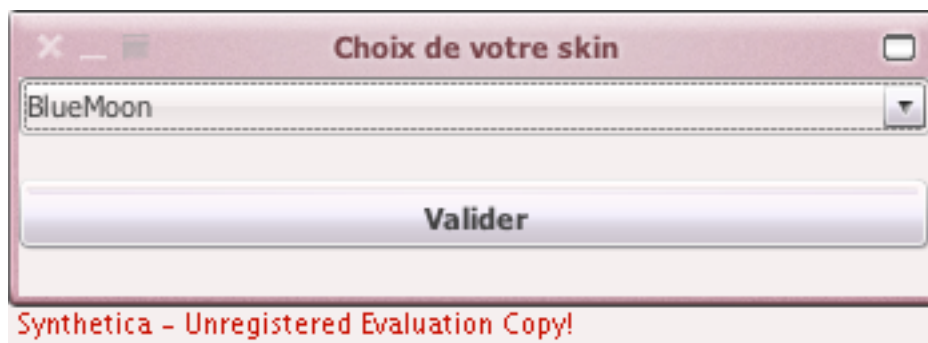 Choix de votre skin
BlueMoon
Valider
Synthetica - Unregistered Evaluation Copy!